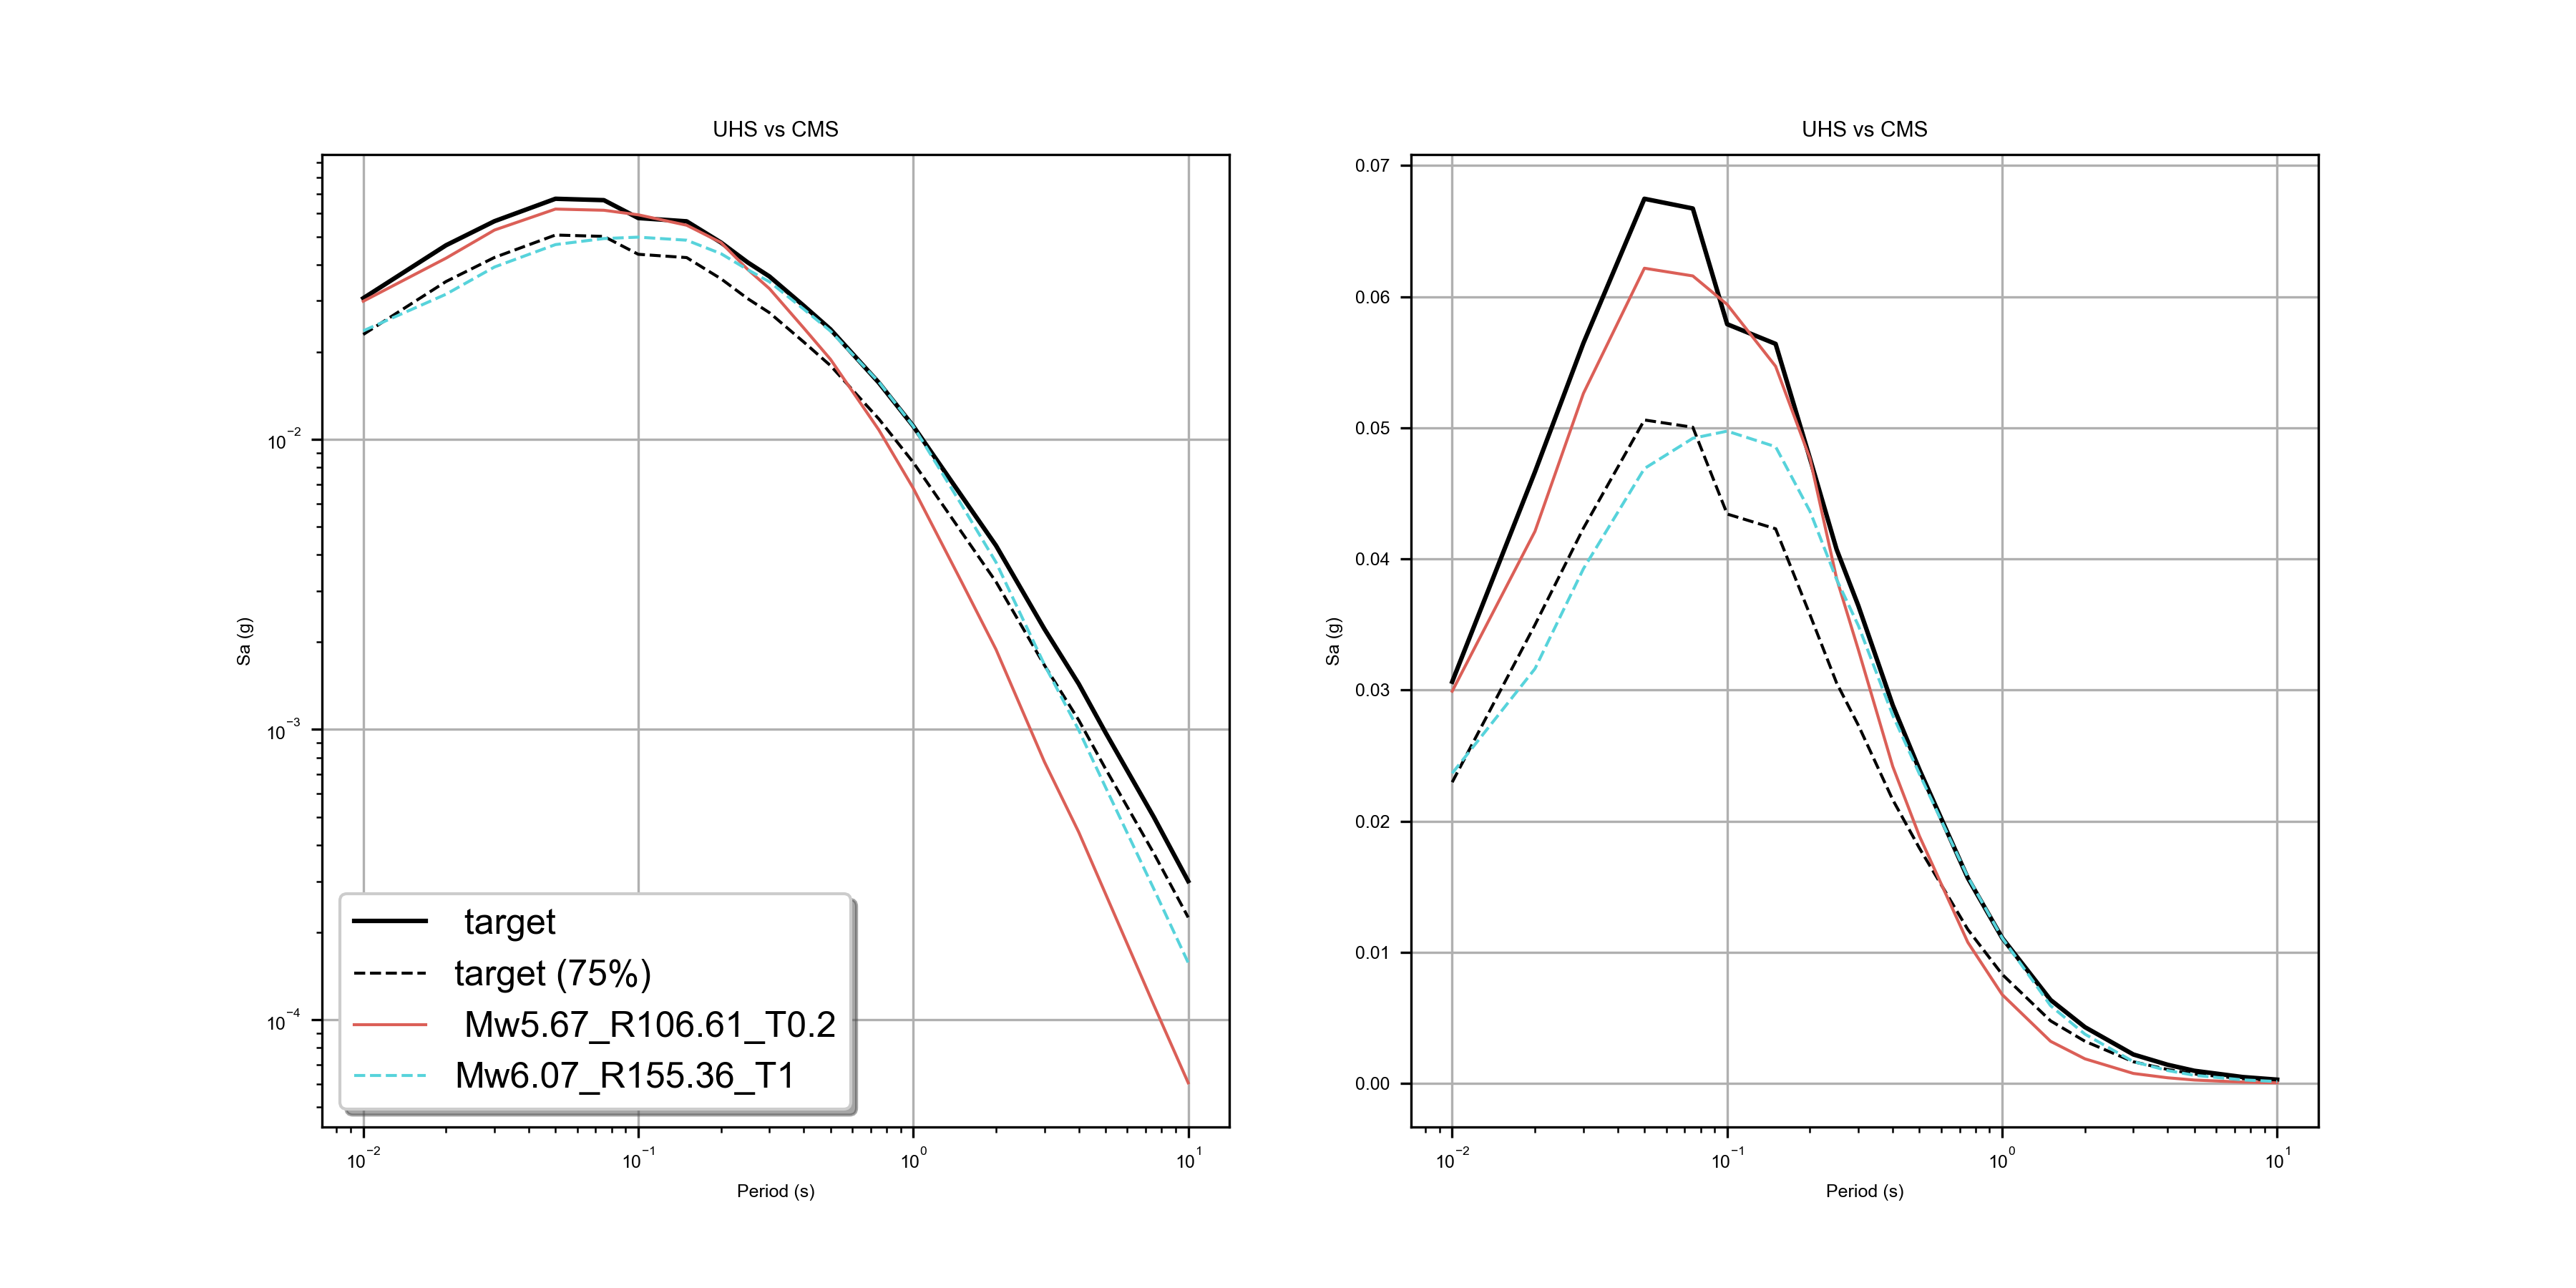 UHS vs CMS
Sa (g)
10⁻²
10⁻³
10⁻⁴
target
target (75%)
Mw5.67_R106.61_T0.2
Mw6.07_R155.36_T1
10⁻² 10⁻¹ 10⁰ 10¹
Period (s)
UHS vs CMS
Sa (g)
0.07
0.06
0.05
0.04
0.03
0.02
0.01
0.00
10⁻² 10⁻¹ 10⁰ 10¹
Period (s)